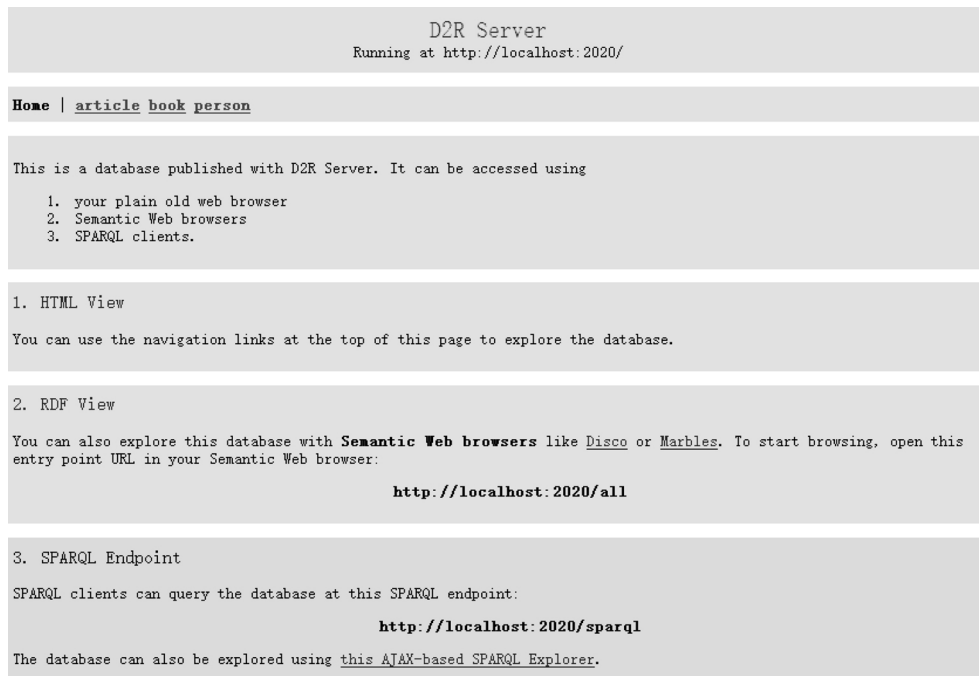 D2R Server
Running at http://localhost:2020/
Home | article book person
This is a database published with D2R Server. It can be accessed using
1. your plain old web browser
2. Semantic Web browsers
3. SPARQL clients.
1. HTML View
You can use the navigation links at the top of this page to explore the database.
2. RDF View
You can also explore this database with Semantic Web browsers like Disco or Marbles. To start browsing, open this
entry point URL in your Semantic Web browser:
http://localhost:2020/all
3. SPARQL Endpoint
SPARQL clients can query the database at this SPARQL endpoint:
http://localhost:2020/sparql
The database can also be explored using this AJAX-based SPARQL Explorer.